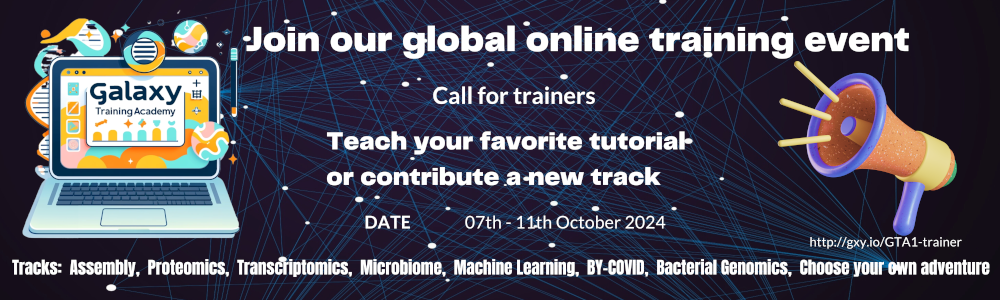 Join our global online training event
Galaxy
Training Academy
Call for trainers
Teach your favorite tutorial
or contribute a new track
DATE 07th - 11th October 2024
http://gxy.io/GTA1-trainer
Tracks: Assembly, Proteomics, Transcriptomics, Microbiome, Machine Learning, BY-COVID, Bacterial Genomics, Choose your own adventure